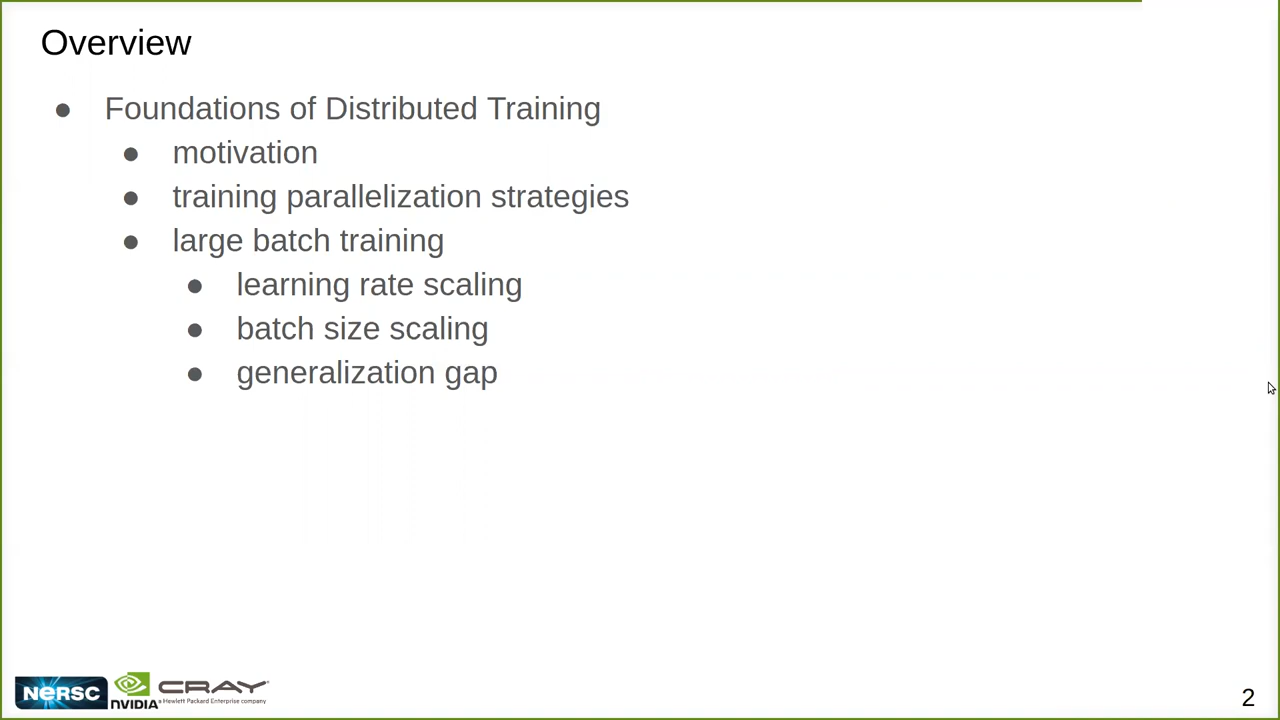 Overview
● Foundations of Distributed Training
● motivation
● training parallelization strategies
● large batch training
● learning rate scaling
● batch size scaling
● generalization gap
NERSC
NVIDIA
CRAY
a Hewlett Packard Enterprise company
2